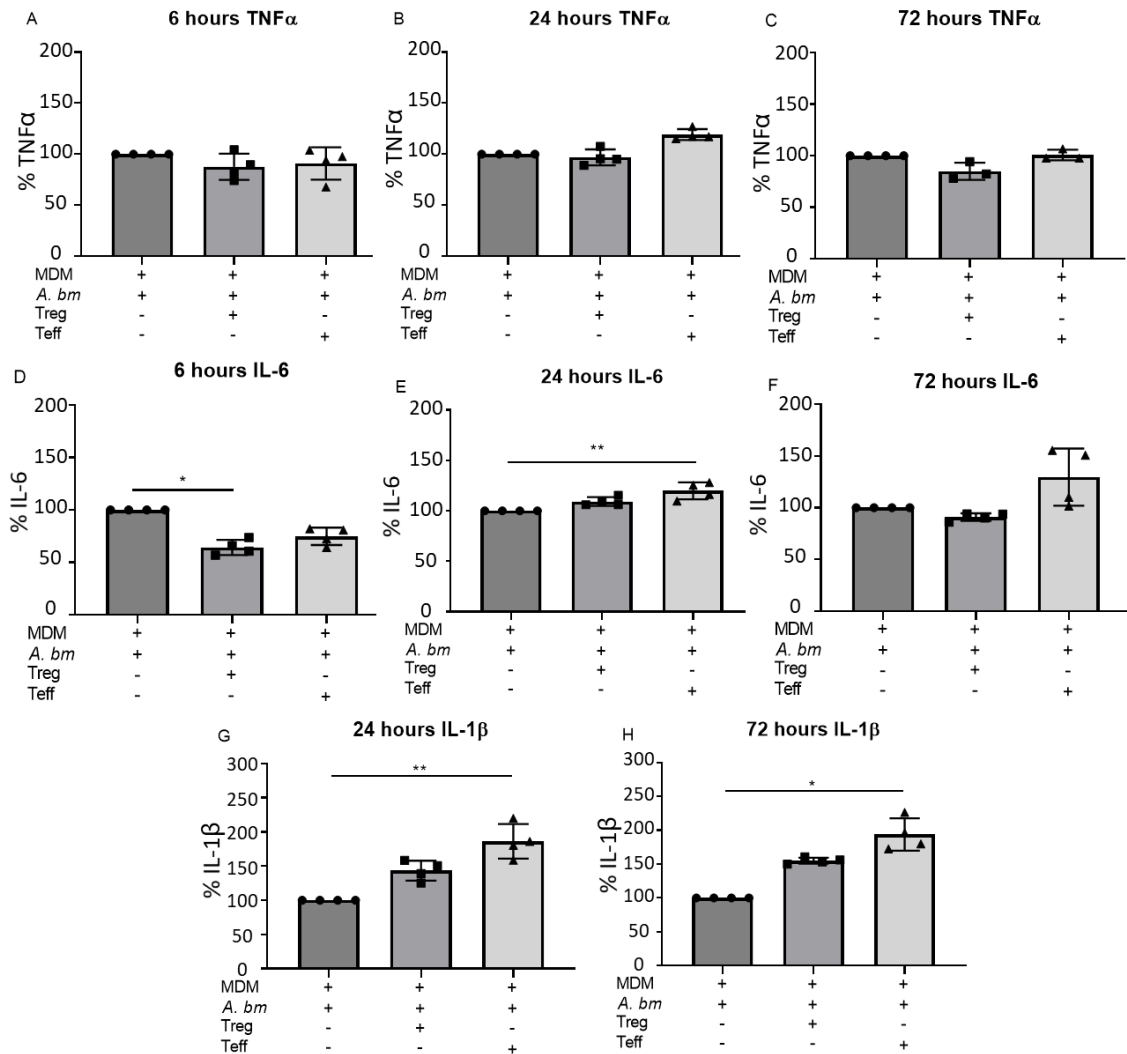 A
6 hours TNFα
% TNFα
200
150
100
50
0
MDM + + +
A. bm + + +
Treg - + -
Teff - - +
B
24 hours TNFα
% TNFα
200
150
100
50
0
MDM + + +
A. bm + + +
Treg - + -
Teff - - +
C
72 hours TNFα
% TNFα
200
150
100
50
0
MDM + + +
A. bm + + +
Treg - + -
Teff - - +
D
6 hours IL-6
% IL-6
200
150
100
50
0
*
MDM + + +
A. bm + + +
Treg - + -
Teff - - +
E
24 hours IL-6
% IL-6
200
150
100
50
0
**
MDM + + +
A. bm + + +
Treg - + -
Teff - - +
F
72 hours IL-6
% IL-6
200
150
100
50
0
MDM + + +
A. bm + + +
Treg - + -
Teff - - +
G
24 hours IL-1β
% IL-1β
300
250
200
150
100
50
0
**
MDM + + +
A. bm + + +
Treg - + -
Teff - - +
H
72 hours IL-1β
% IL-1β
300
250
200
150
100
50
0
*
MDM + + +
A. bm + + +
Treg - + -
Teff - - +